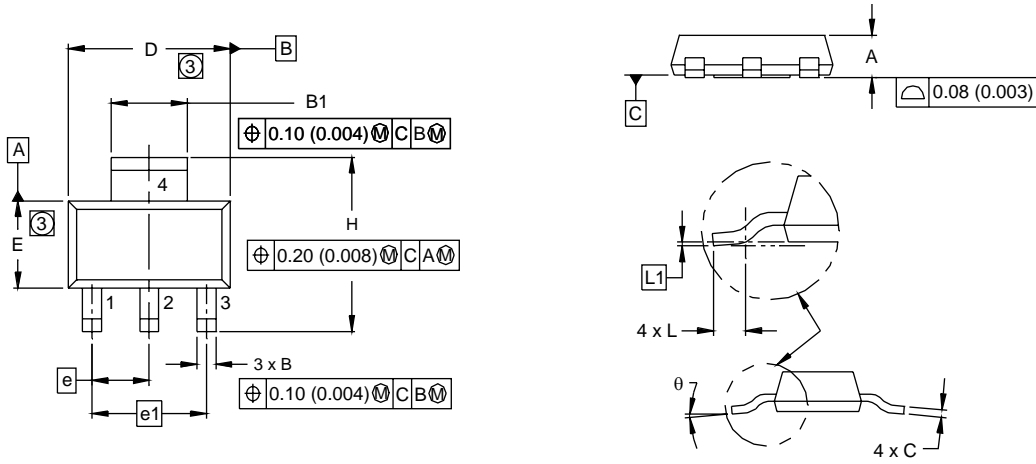 D
B
3
B1
⌖ 0.10 (0.004) Ⓜ C B Ⓜ
A
4
E
3
H
⌖ 0.20 (0.008) Ⓜ C A Ⓜ
1 2 3
e
3 x B
⌖ 0.10 (0.004) Ⓜ C B Ⓜ
e1
A
C
⌓ 0.08 (0.003)
L1
4 x L
θ
4 x C